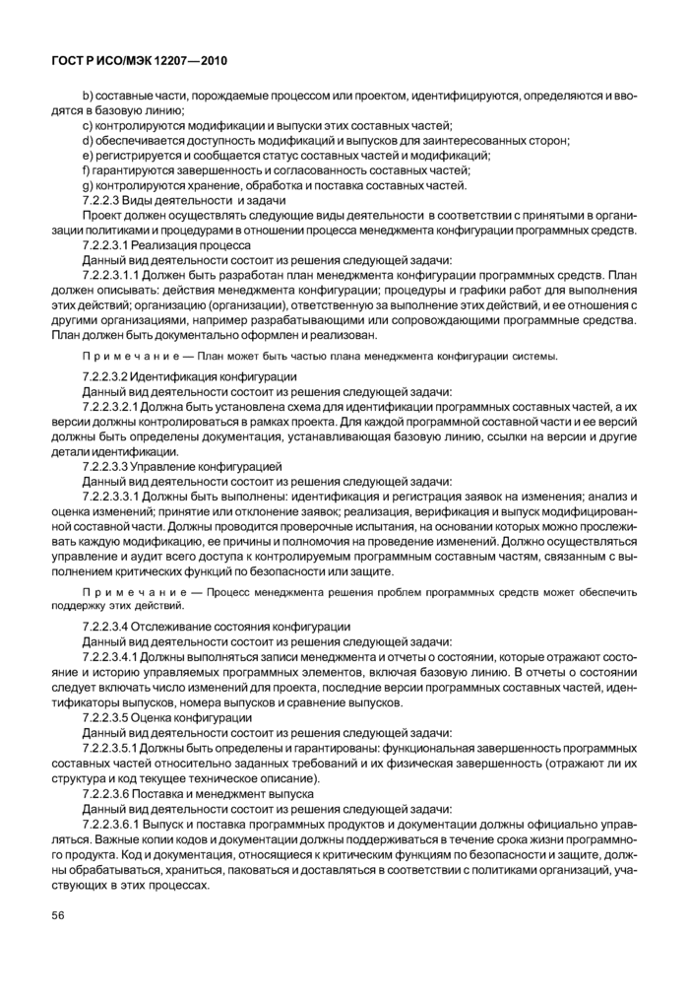 ГОСТ Р ИСО/МЭК 12207—2010
b) составные части, порождаемые процессом или проектом, идентифицируются, определяются и вво-
дятся в базовую линию;
c) контролируются модификации и выпуски этих составных частей;
d) обеспечивается доступность модификаций и выпусков для заинтересованных сторон;
e) регистрируется и сообщается статус составных частей и модификаций;
f) гарантируются завершенность и согласованность составных частей;
g) контролируются хранение, обработка и поставка составных частей.
7.2.2.3 Виды деятельности и задачи
Проект должен осуществлять следующие виды деятельности в соответствии с принятыми в органи-
зации политиками и процедурами в отношении процесса менеджмента конфигурации программных средств.
7.2.2.3.1 Реализация процесса
Данный вид деятельности состоит из решения следующей задачи:
7.2.2.3.1.1 Должен быть разработан план менеджмента конфигурации программных средств. План
должен описывать: действия менеджмента конфигурации; процедуры и графики работ для выполнения
этих действий; организацию (организации), ответственную за выполнение этих действий, и ее отношения с
другими организациями, например разрабатывающими или сопровождающими программные средства.
План должен быть документально оформлен и реализован.
П р и м е ч а н и е — План может быть частью плана менеджмента конфигурации системы.
7.2.2.3.2 Идентификация конфигурации
Данный вид деятельности состоит из решения следующей задачи:
7.2.2.3.2.1 Должна быть установлена схема для идентификации программных составных частей, а их
версии должны контролироваться в рамках проекта. Для каждой программной составной части и ее версий
должны быть определены документация, устанавливающая базовую линию, ссылки на версии и другие
детали идентификации.
7.2.2.3.3 Управление конфигурацией
Данный вид деятельности состоит из решения следующей задачи:
7.2.2.3.3.1 Должны быть выполнены: идентификация и регистрация заявок на изменения; анализ и
оценка изменений; принятие или отклонение заявок; реализация, верификация и выпуск модифицирован-
ной составной части. Должны проводится проверочные испытания, на основании которых можно прослежи-
вать каждую модификацию, ее причины и полномочия на проведение изменений. Должно осуществляться
управление и аудит всего доступа к контролируемым программным составным частям, связанным с вы-
полнением критических функций по безопасности или защите.
П р и м е ч а н и е — Процесс менеджмента решения проблем программных средств может обеспечить
поддержку этих действий.
7.2.2.3.4 Отслеживание состояния конфигурации
Данный вид деятельности состоит из решения следующей задачи:
7.2.2.3.4.1 Должны выполняться записи менеджмента и отчеты о состоянии, которые отражают состо-
яние и историю управляемых программных элементов, включая базовую линию. В отчеты о состоянии
следует включать число изменений для проекта, последние версии программных составных частей, иден-
тификаторы выпусков, номера выпусков и сравнение выпусков.
7.2.2.3.5 Оценка конфигурации
Данный вид деятельности состоит из решения следующей задачи:
7.2.2.3.5.1 Должны быть определены и гарантированы: функциональная завершенность программных
составных частей относительно заданных требований и их физическая завершенность (отражают ли их
структура и код текущее техническое описание).
7.2.2.3.6 Поставка и менеджмент выпуска
Данный вид деятельности состоит из решения следующей задачи:
7.2.2.3.6.1 Выпуск и поставка программных продуктов и документации должны официально управ-
ляться. Важные копии кодов и документации должны поддерживаться в течение срока жизни программно-
го продукта. Код и документация, относящиеся к критическим функциям по безопасности и защите, долж-
ны обрабатываться, храниться, паковаться и доставляться в соответствии с политиками организаций, уча-
ствующих в этих процессах.
56